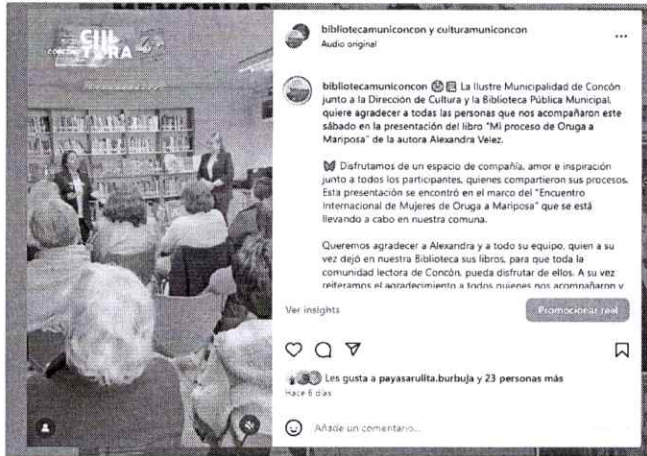 MEMORIAS
CUL
TURA
CONCÓN
bibliotecamuniconcon y culturamuniconcon
Audio original
bibliotecamuniconcon La Ilustre Municipalidad de Concón
junto a la Dirección de Cultura y la Biblioteca Pública Municipal,
quiere agradecer a todas las personas que nos acompañaron este
sábado en la presentación del libro "Mi proceso de Oruga a
Mariposa" de la autora Alexandra Velez.
Disfrutamos de un espacio de compañía, amor e inspiración
junto a todos los participantes, quienes compartieron sus procesos.
Esta presentación se encontró en el marco del "Encuentro
Internacional de Mujeres de Oruga a Mariposa" que se está
llevando a cabo en nuestra comuna.
Queremos agradecer a Alexandra y a todo su equipo, quien a su
vez dejó en nuestra Biblioteca sus libros, para que toda la
comunidad lectora de Concón, pueda disfrutar de ellos. A su vez
reiteramos el agradecimiento a todos quienes nos acompañaron y
Ver insights
Promocionar reel
Les gusta a payasarulita.burbuja y 23 personas más
Hace 6 días
Añade un comentario...